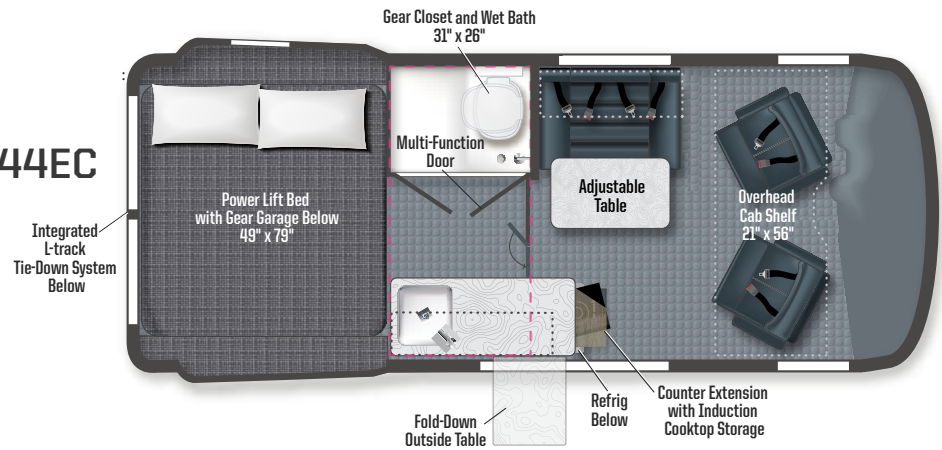 Gear Closet and Wet Bath
31" x 26"
44EC
Multi-Function
Door
Power Lift Bed
with Gear Garage Below
49" x 79"
Adjustable
Table
Overhead
Cab Shelf
21" x 56"
Integrated
L-track
Tie-Down System
Below
Refrig
Below
Counter Extension
with Induction
Cooktop Storage
Fold-Down
Outside Table